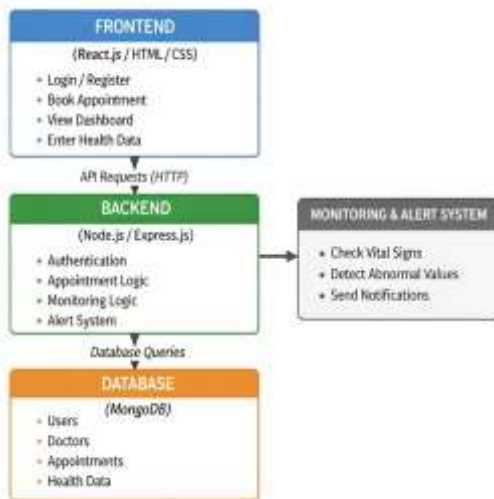 FRONTEND
(React.js / HTML / CSS)
• Login / Register
• Book Appointment
• View Dashboard
• Enter Health Data
API Requests (HTTP)
BACKEND
(Node.js / Express.js)
• Authentication
• Appointment Logic
• Monitoring Logic
• Alert System
MONITORING & ALERT SYSTEM
• Check Vital Signs
• Detect Abnormal Values
• Send Notifications
Database Queries
DATABASE
(MongoDB)
• Users
• Doctors
• Appointments
• Health Data